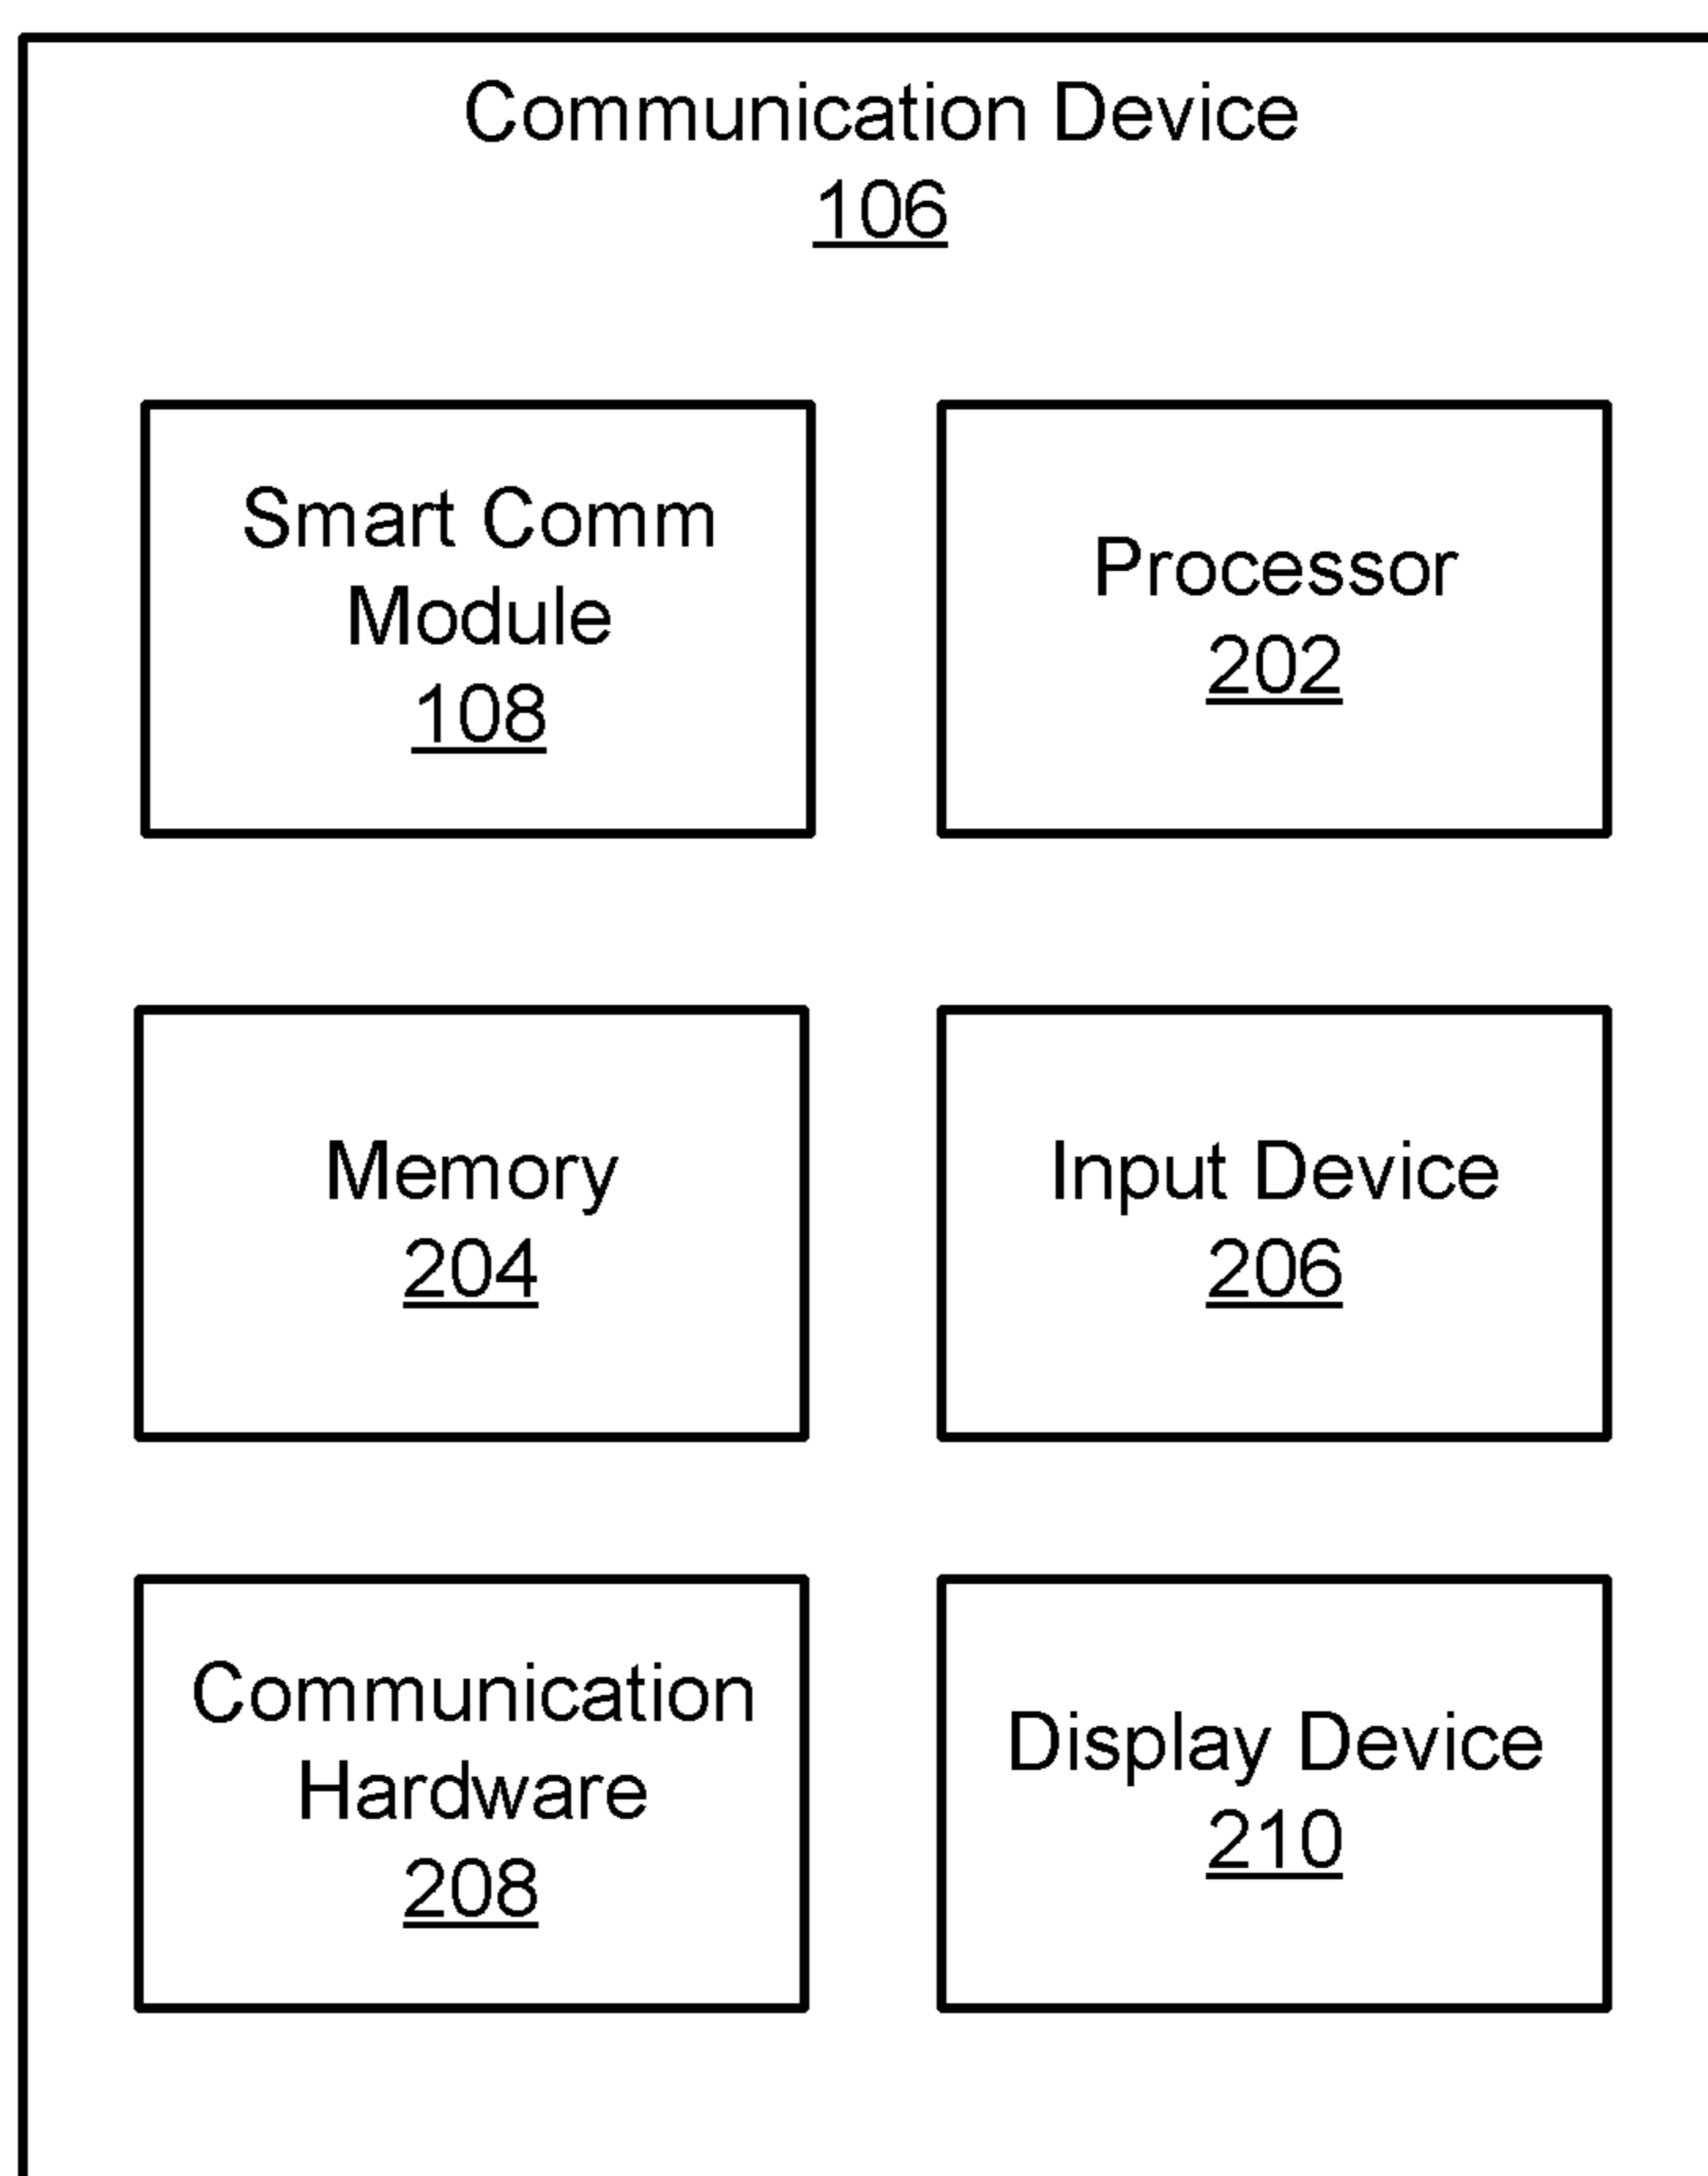 Communication Device
106
Smart Comm
Module
108
Processor
202
Memory
204
Input Device
206
Communication
Hardware
208
Display Device
210